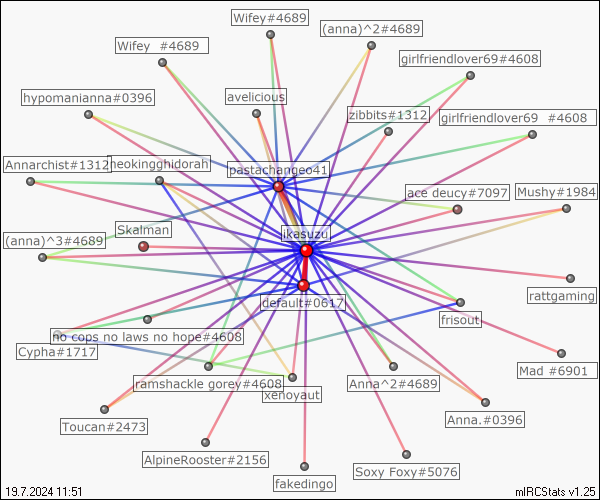 Wifey#4689
(anna)^2#4689
Wifey  #4689
girlfriendlover69#4608
hypomanianna#0396
avelicious
zibbits#1312
girlfriendlover69  #4608
Annarchist#1312
theokingghidorah
pastachangeo41
ace deucy#7097
Mushy#1984
Skalman
ikasuzu
(anna)^3#4689
rattgaming
default#0617
frisout
no cops no laws no hope#4608
Cypha#1717
Mad #6901
ramshackle gorey#4608
Anna^2#4689
xenoyaut
Anna.#0396
Toucan#2473
AlpineRooster#2156
Soxy Foxy#5076
fakedingo
19.7.2024 11:51
mIRCStats v1.25